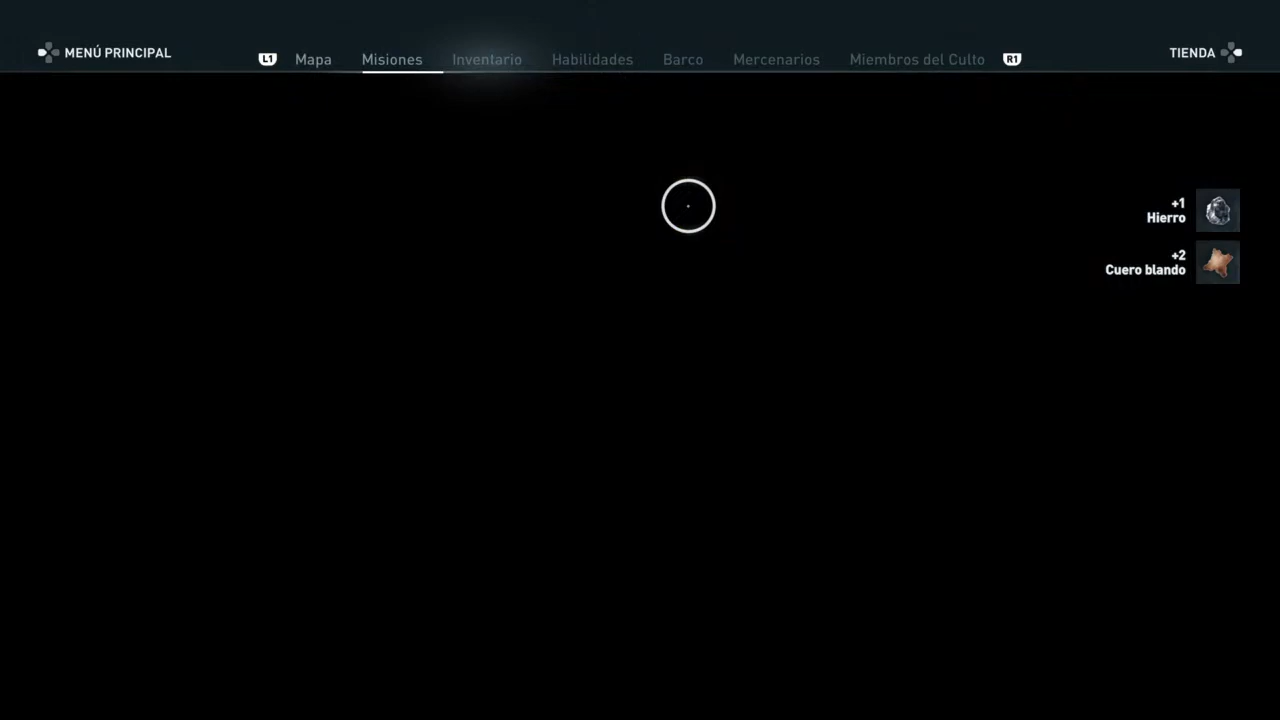 MENÚ PRINCIPAL
L1 Mapa Misiones Inventario Habilidades Barco Mercenarios Miembros del Culto R1
TIENDA
+1
Hierro
+2
Cuero blando